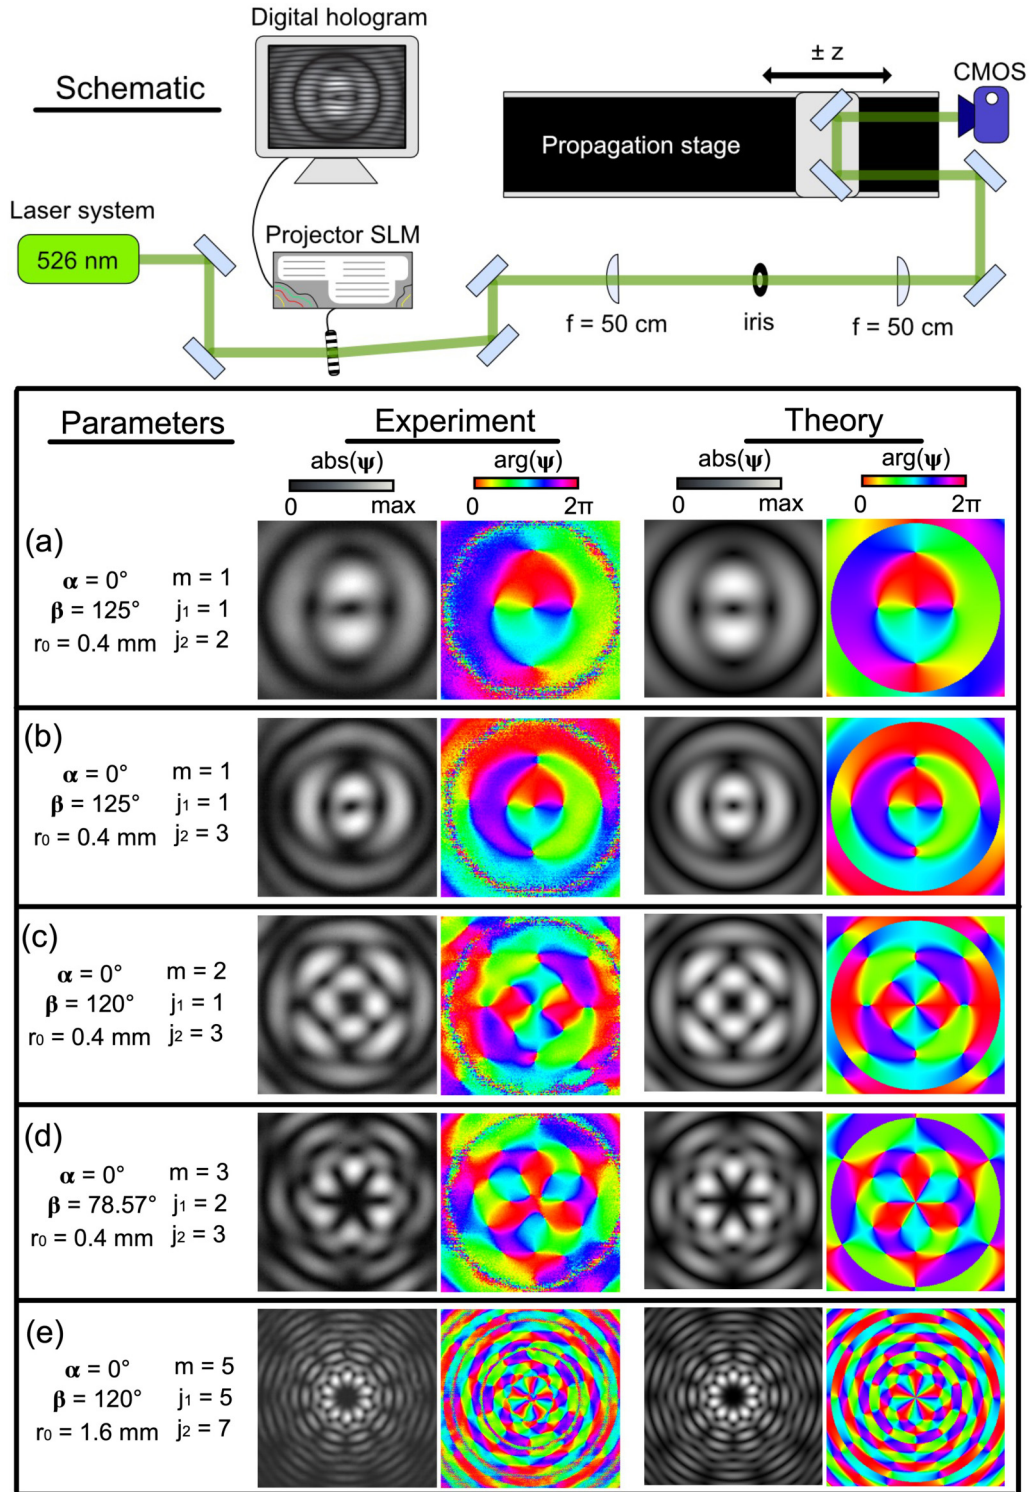 Digital hologram
Schematic
± z
CMOS
Propagation stage
Laser system
526 nm
Projector SLM
f = 50 cm
iris
f = 50 cm
Parameters
Experiment
Theory
abs(ψ)
arg(ψ)
abs(ψ)
arg(ψ)
0 max
0 2π
0 max
0 2π
(a)
α = 0° m = 1
β = 125° j₁ = 1
r₀ = 0.4 mm j₂ = 2
(b)
α = 0° m = 1
β = 125° j₁ = 1
r₀ = 0.4 mm j₂ = 3
(c)
α = 0° m = 2
β = 120° j₁ = 1
r₀ = 0.4 mm j₂ = 3
(d)
α = 0° m = 3
β = 78.57° j₁ = 2
r₀ = 0.4 mm j₂ = 3
(e)
α = 0° m = 5
β = 120° j₁ = 5
r₀ = 1.6 mm j₂ = 7